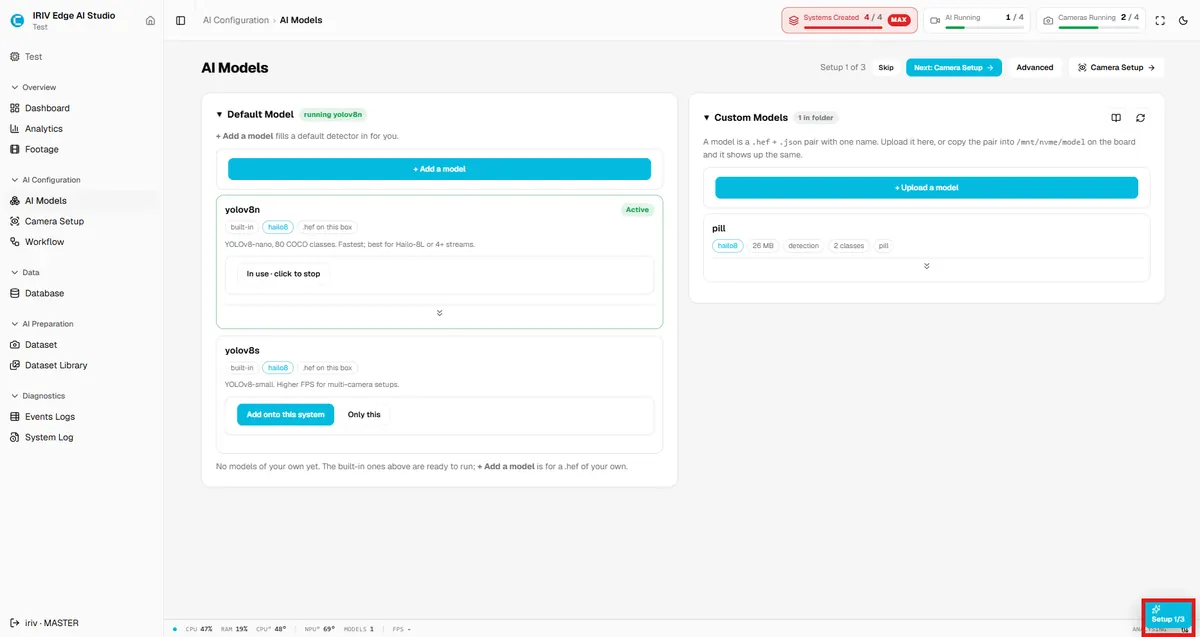 IRIV Edge AI Studio
Test
AI Configuration › AI Models
Systems Created 4 / 4 MAX
AI Running 1 / 4
Cameras Running 2 / 4
Test
Overview
Dashboard
Analytics
Footage
AI Configuration
AI Models
Camera Setup
Workflow
Data
Database
AI Preparation
Dataset
Dataset Library
Diagnostics
Events Logs
System Log
iriv · MASTER
AI Models
Setup 1 of 3 Skip Next: Camera Setup → Advanced Camera Setup →
▼ Default Model running yolov8n
+ Add a model fills a default detector in for you.
+ Add a model
yolov8n Active
built-in hailo8 .hef on this box
YOLOv8-nano, 80 COCO classes. Fastest; best for Hailo-8L or 4+ streams.
In use · click to stop
yolov8s
built-in hailo8 .hef on this box
YOLOv8-small. Higher FPS for multi-camera setups.
Add onto this system Only this
No models of your own yet. The built-in ones above are ready to run; + Add a model is for a .hef of your own.
▼ Custom Models 1 in folder
A model is a .hef + .json pair with one name. Upload it here, or copy the pair into /mnt/nvme/model on the board
and it shows up the same.
+ Upload a model
pill
hailo8 26 MB detection 2 classes pill
CPU 47% RAM 19% CPU° 48° NPU° 69° MODELS 1 FPS -
Setup 1/3